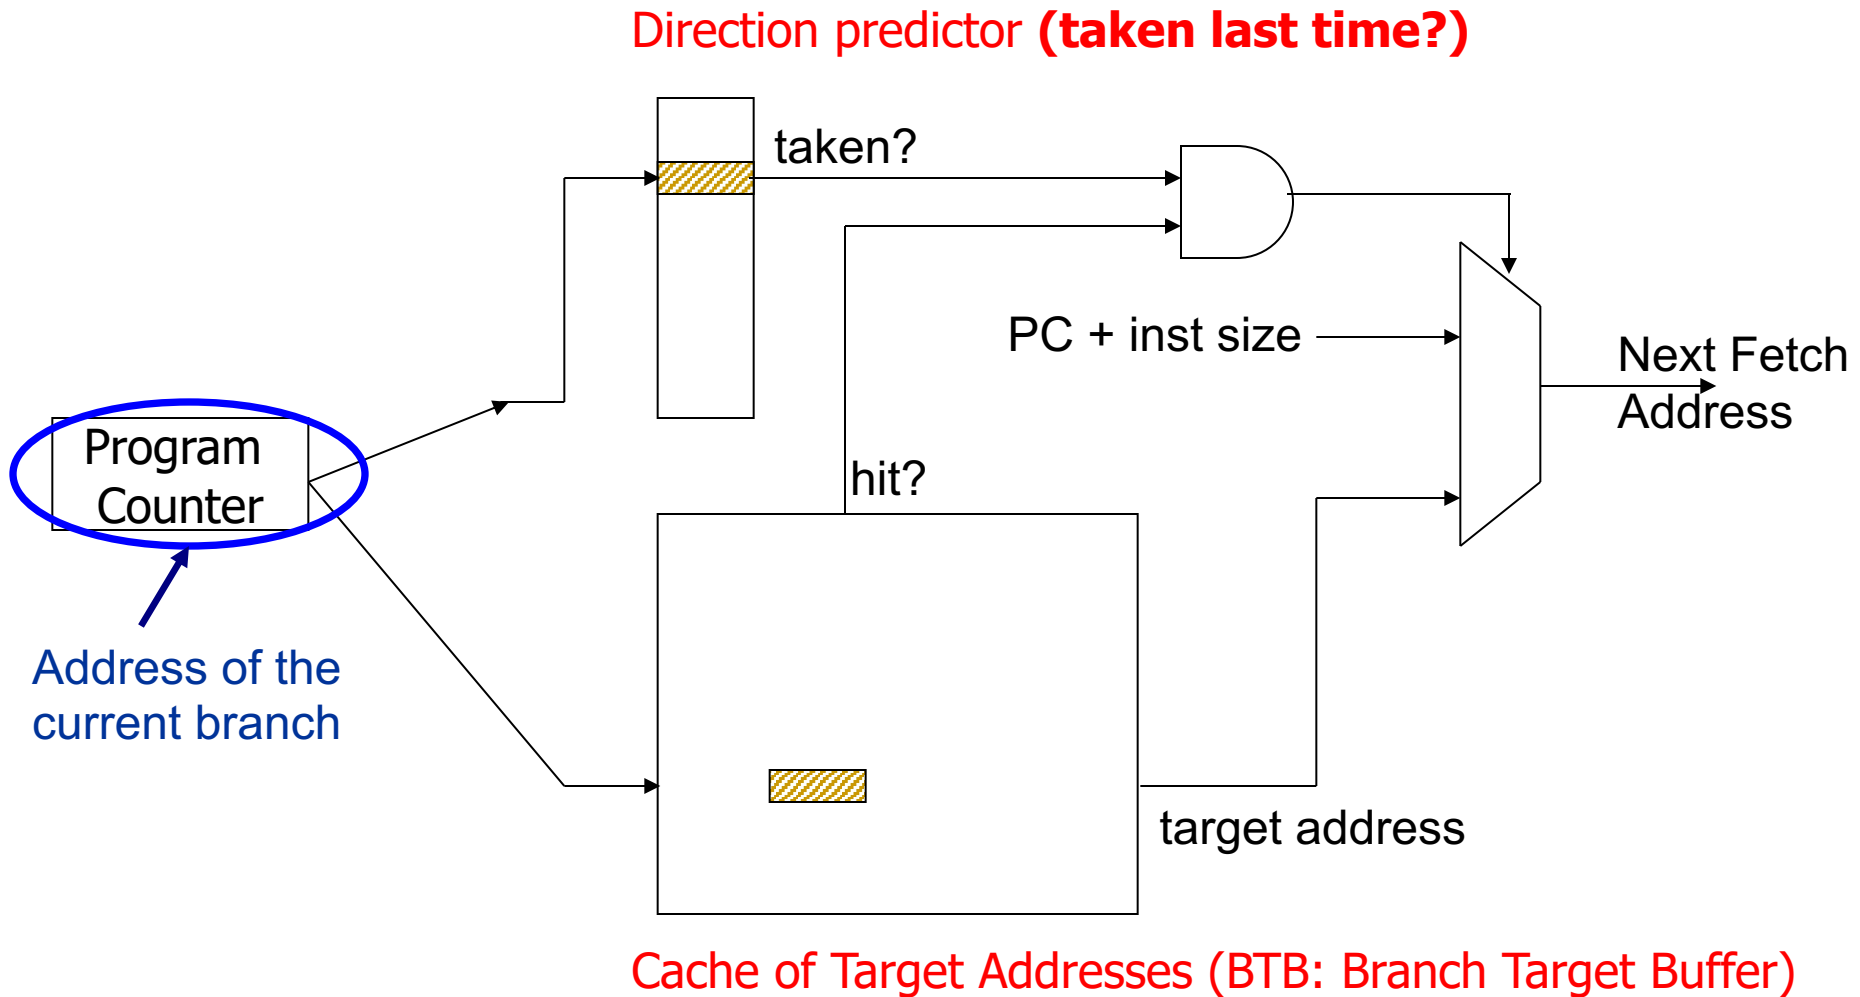 Direction predictor (taken last time?)
taken?
PC + inst size
Next Fetch
Address
Program
Counter
hit?
Address of the
current branch
target address
Cache of Target Addresses (BTB: Branch Target Buffer)